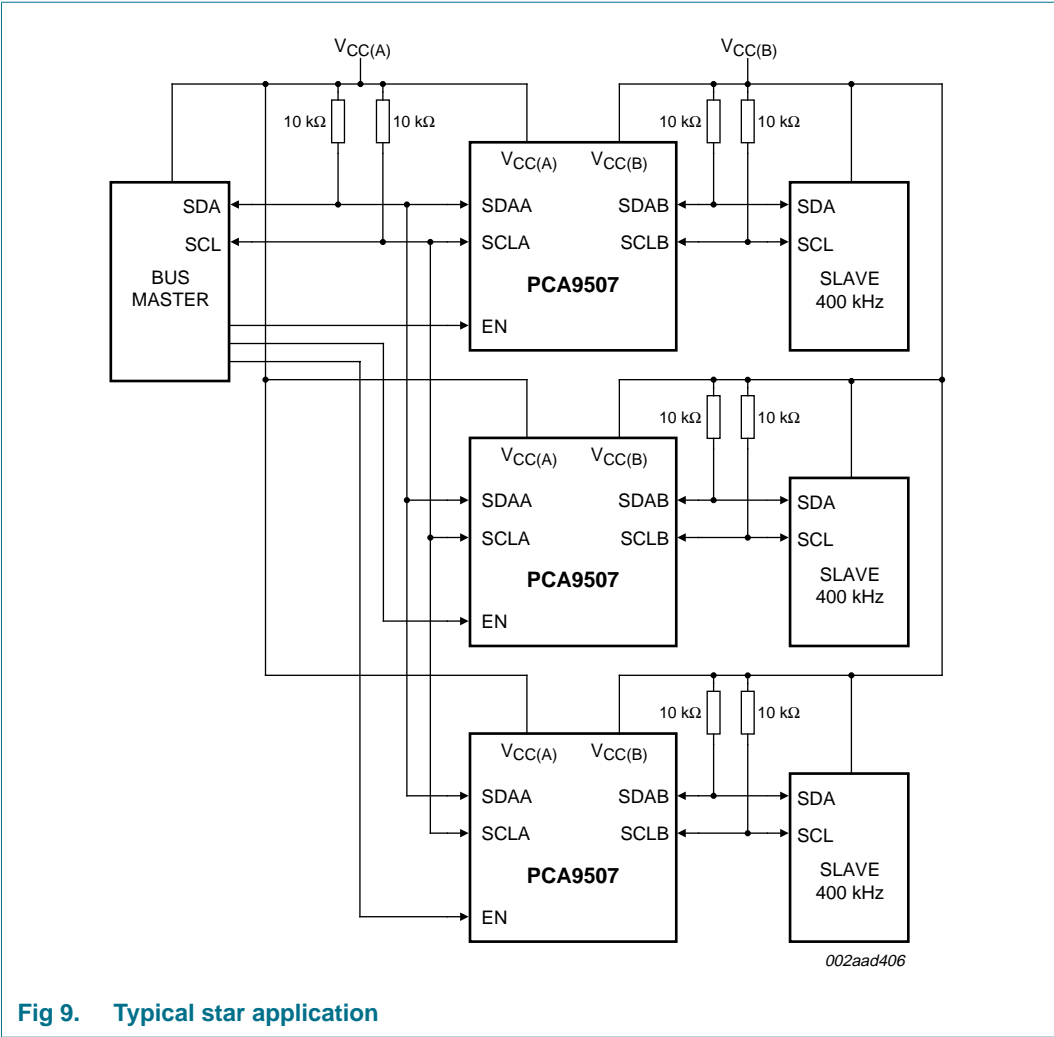 VCC(A)
VCC(B)
10 kΩ
10 kΩ
10 kΩ
10 kΩ
VCC(A)
VCC(B)
SDA
SDAA
SDAB
SDA
SCL
SCLA
SCLB
SCL
BUS
MASTER
PCA9507
SLAVE
400 kHz
EN
10 kΩ
10 kΩ
VCC(A)
VCC(B)
SDAA
SDAB
SDA
SCLA
SCLB
SCL
PCA9507
SLAVE
400 kHz
EN
10 kΩ
10 kΩ
VCC(A)
VCC(B)
SDAA
SDAB
SDA
SCLA
SCLB
SCL
PCA9507
SLAVE
400 kHz
EN
002aad406
Fig 9. Typical star application